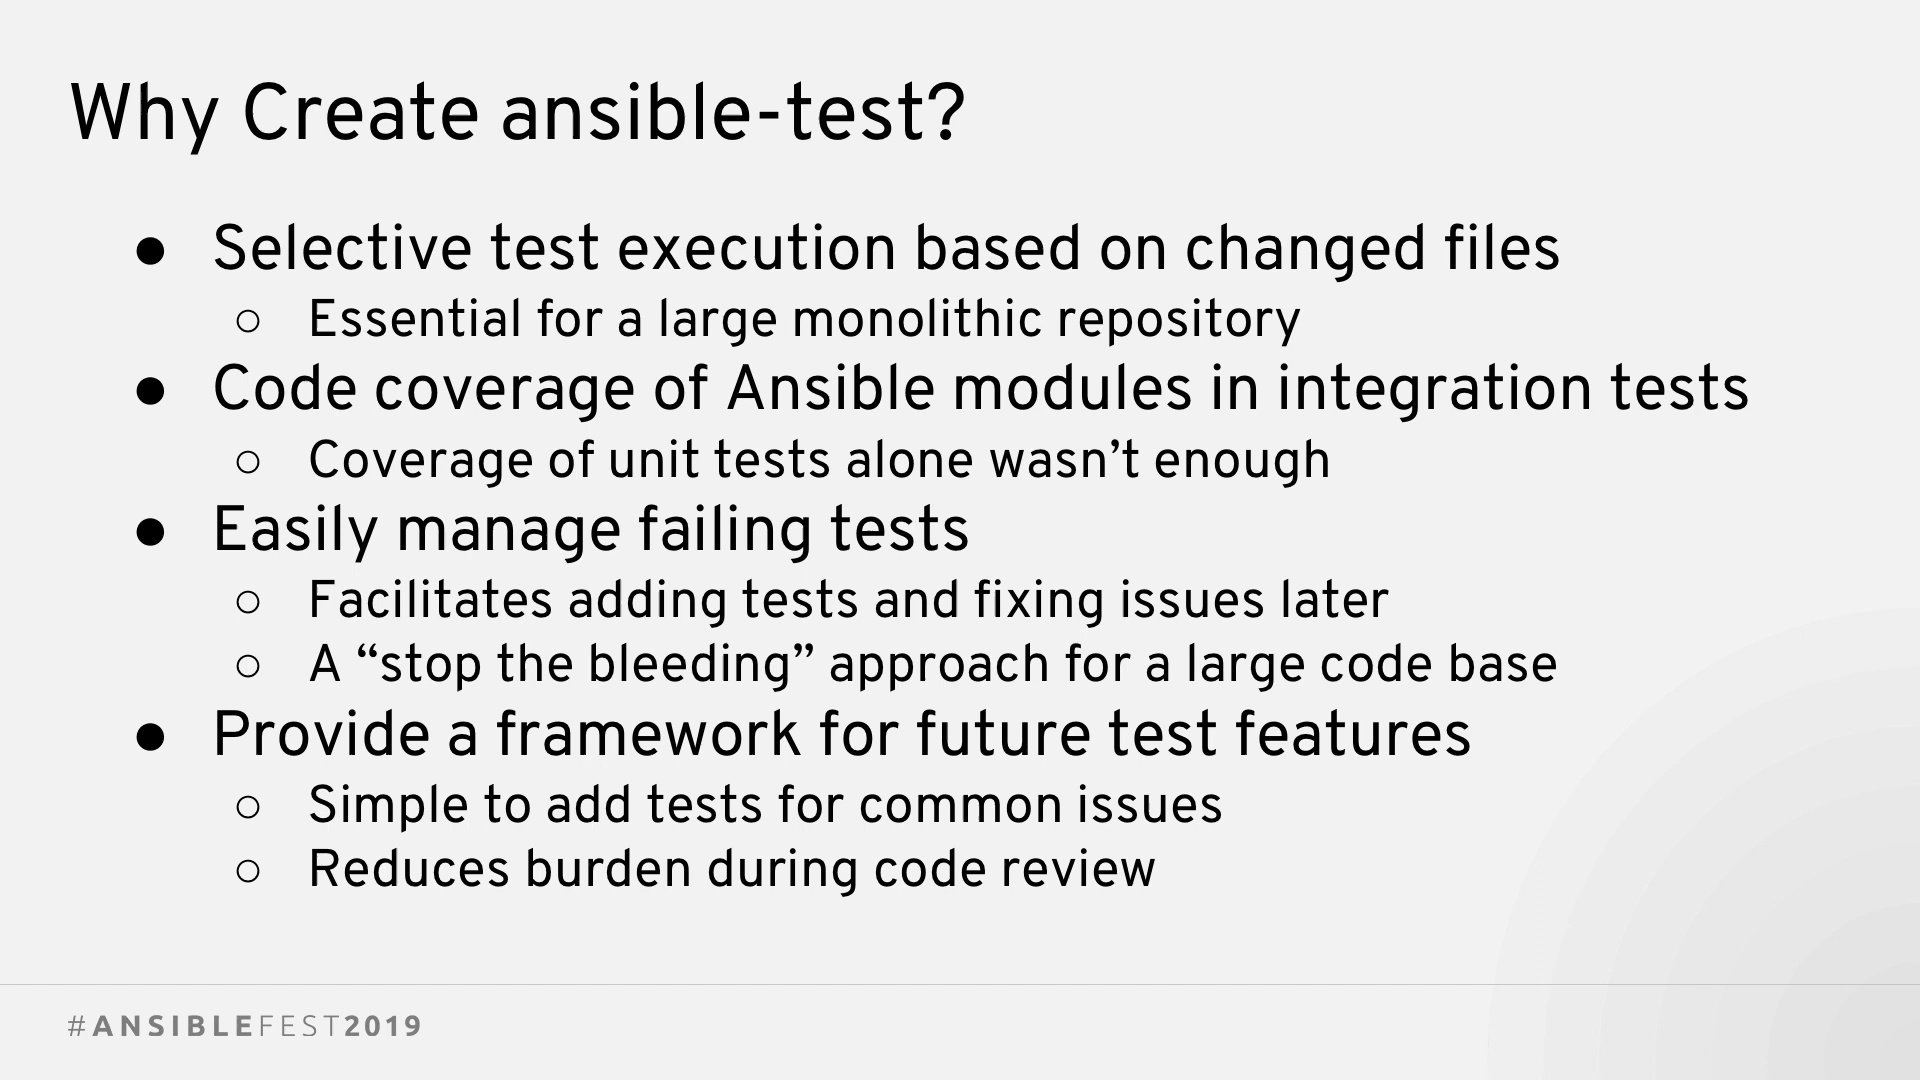 Why Create ansible-test?
● Selective test execution based on changed files
○ Essential for a large monolithic repository
● Code coverage of Ansible modules in integration tests
○ Coverage of unit tests alone wasn’t enough
● Easily manage failing tests
○ Facilitates adding tests and fixing issues later
○ A “stop the bleeding” approach for a large code base
● Provide a framework for future test features
○ Simple to add tests for common issues
○ Reduces burden during code review
#ANSIBLEFEST2019